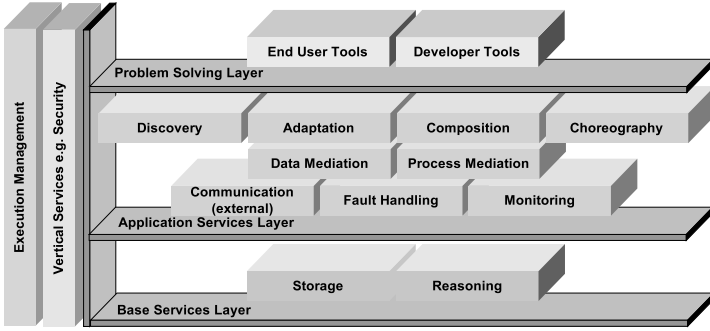 End User Tools
Developer Tools
Problem Solving Layer
Discovery
Adaptation
Composition
Choreography
Data Mediation
Process Mediation
Communication
(external)
Fault Handling
Monitoring
Application Services Layer
Storage
Reasoning
Base Services Layer
Execution Management
Vertical Services e.g. Security